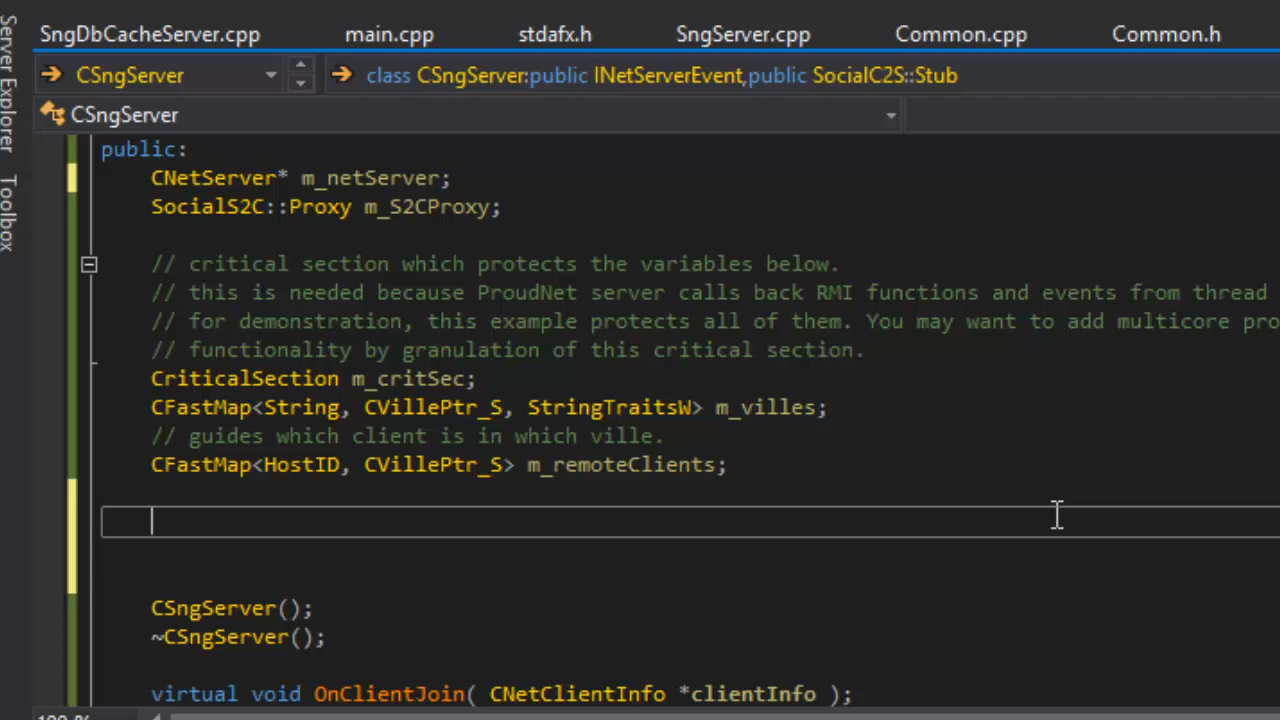 Server Explorer
Toolbox
SngDbCacheServer.cpp main.cpp stdafx.h SngServer.cpp Common.cpp Common.h
CSngServer class CSngServer:public INetServerEvent,public SocialC2S::Stub
CSngServer
public:
CNetServer* m_netServer;
SocialS2C::Proxy m_S2CProxy;
// critical section which protects the variables below.
// this is needed because ProudNet server calls back RMI functions and events from thread
// for demonstration, this example protects all of them. You may want to add multicore pro
// functionality by granulation of this critical section.
CriticalSection m_critSec;
CFastMap<String, CVillePtr_S, StringTraitsW> m_villes;
// guides which client is in which ville.
CFastMap<HostID, CVillePtr_S> m_remoteClients;
CSngServer();
~CSngServer();
virtual void OnClientJoin( CNetClientInfo *clientInfo );